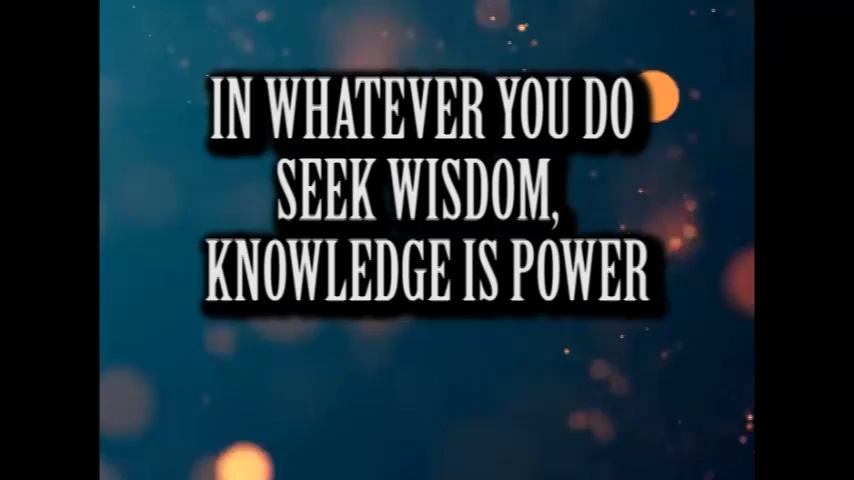 IN WHATEVER YOU DO
SEEK WISDOM,
KNOWLEDGE IS POWER